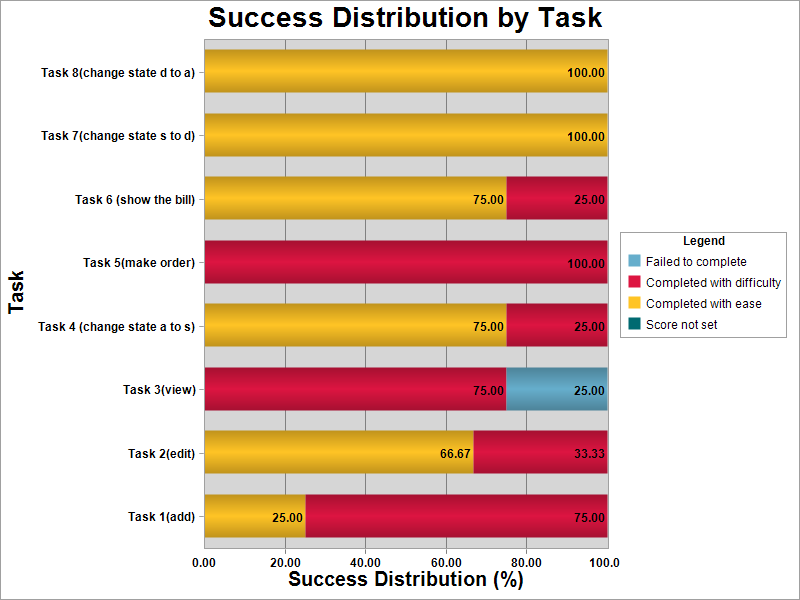 Success Distribution by Task
Task 8(change state d to a)
100.00
Task 7(change state s to d)
100.00
Task 6 (show the bill)
75.00
25.00
Task 5(make order)
100.00
Task 4 (change state a to s)
75.00
25.00
Task 3(view)
75.00
25.00
Task 2(edit)
66.67
33.33
Task 1(add)
25.00
75.00
Task
0.00
20.00
40.00
60.00
80.00
100.0
Success Distribution (%)
Legend
Failed to complete
Completed with difficulty
Completed with ease
Score not set